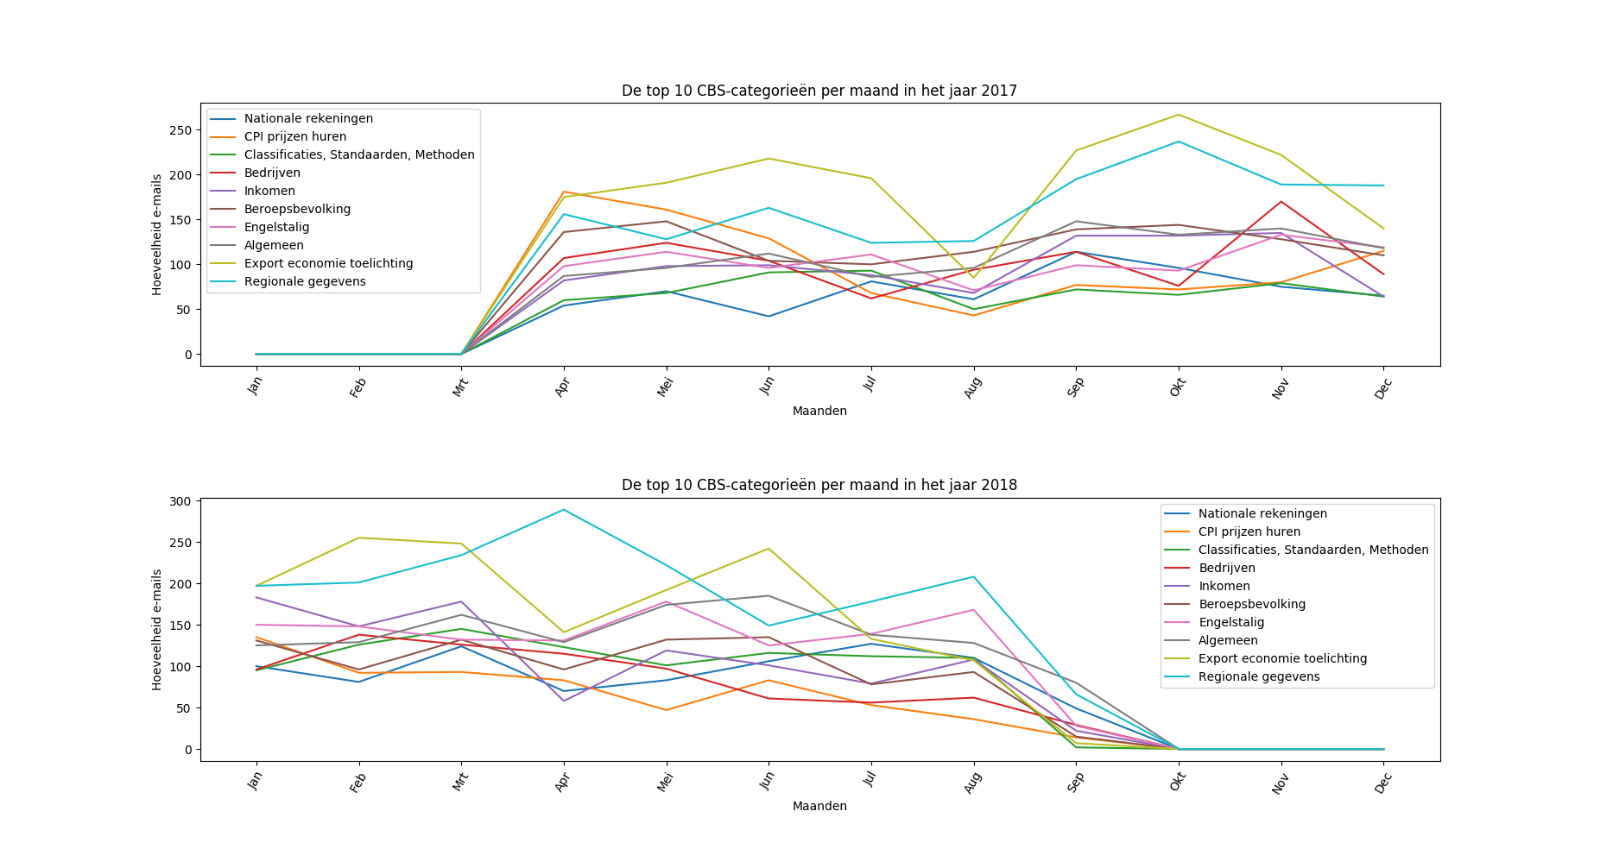 De top 10 CBS-categorieën per maand in het jaar 2017
Hoeveelheid e-mails
250
200
150
100
50
0
Nationale rekeningen
CPI prijzen huren
Classificaties, Standaarden, Methoden
Bedrijven
Inkomen
Beroepsbevolking
Engelstalig
Algemeen
Export economie toelichting
Regionale gegevens
Jan Feb Mrt Apr Mei Jun Jul Aug Sep Okt Nov Dec
Maanden
De top 10 CBS-categorieën per maand in het jaar 2018
Hoeveelheid e-mails
300
250
200
150
100
50
0
Nationale rekeningen
CPI prijzen huren
Classificaties, Standaarden, Methoden
Bedrijven
Inkomen
Beroepsbevolking
Engelstalig
Algemeen
Export economie toelichting
Regionale gegevens
Jan Feb Mrt Apr Mei Jun Jul Aug Sep Okt Nov Dec
Maanden